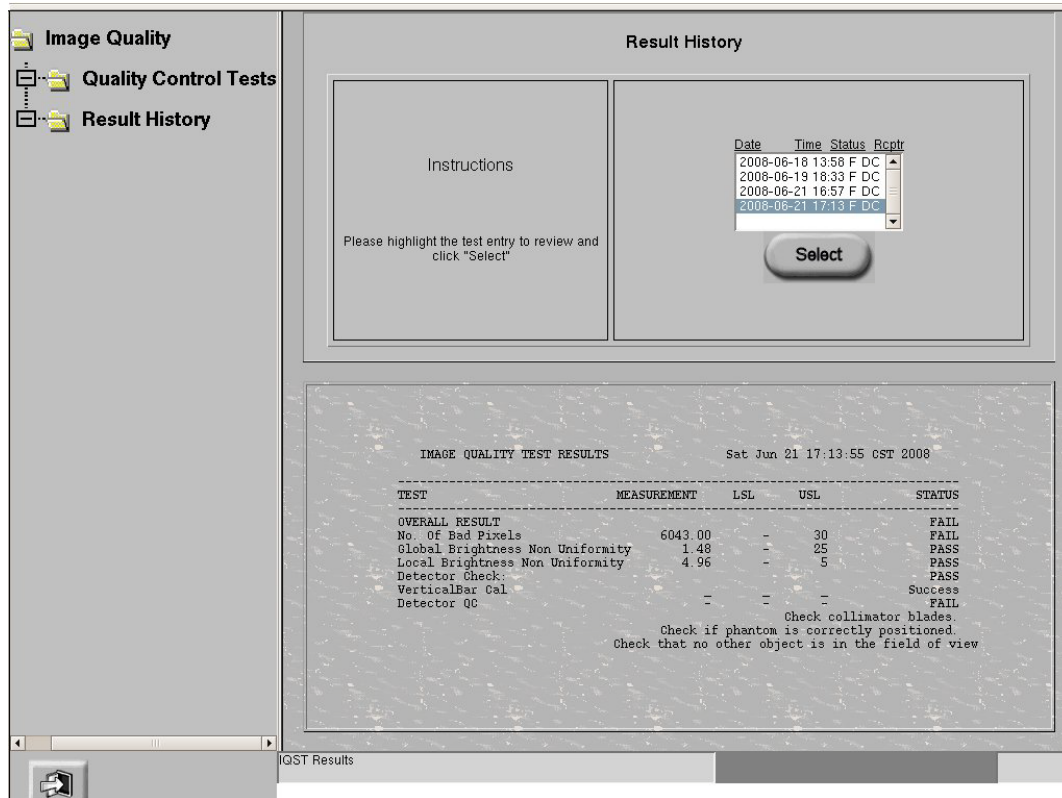 Image Quality
Quality Control Tests
Result History
Result History
Instructions
Please highlight the test entry to review and
click "Select"
Date Time Status Rcptr
2008-06-18 13:58 F DC
2008-06-19 18:33 F DC
2008-06-21 16:57 F DC
2008-06-21 17:13 F DC
Select
IMAGE QUALITY TEST RESULTS Sat Jun 21 17:13:55 CST 2008
TEST MEASUREMENT LSL USL STATUS
OVERALL RESULT FAIL
No. Of Bad Pixels 6043.00 - 30 FAIL
Global Brightness Non Uniformity 1.48 - 25 PASS
Local Brightness Non Uniformity 4.96 - 5 PASS
Detector Check: PASS
VerticalBar Cal _ _ _ Success
Detector QC - - - FAIL
Check collimator blades.
Check if phantom is correctly positioned.
Check that no other object is in the field of view
IQST Results